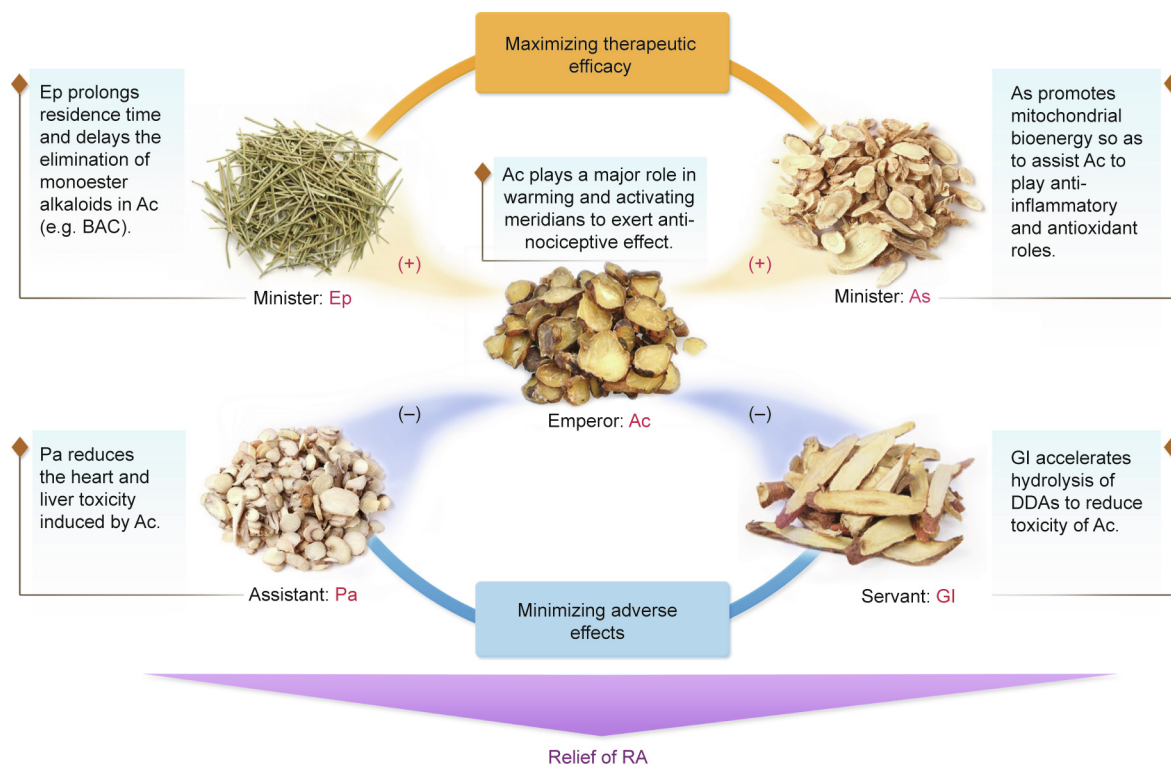 Maximizing therapeutic
efficacy
Ep prolongs
residence time
and delays the
elimination of
monoester
alkaloids in Ac
(e.g. BAC).
Ac plays a major role in
warming and activating
meridians to exert anti-
nociceptive effect.
As promotes
mitochondrial
bioenergy so as
to assist Ac to
play anti-
inflammatory
and antioxidant
roles.
(+)
(+)
Minister: Ep
Minister: As
(–)
(–)
Emperor: Ac
Pa reduces
the heart and
liver toxicity
induced by Ac.
Gl accelerates
hydrolysis of
DDAs to reduce
toxicity of Ac.
Assistant: Pa
Servant: Gl
Minimizing adverse
effects
Relief of RA